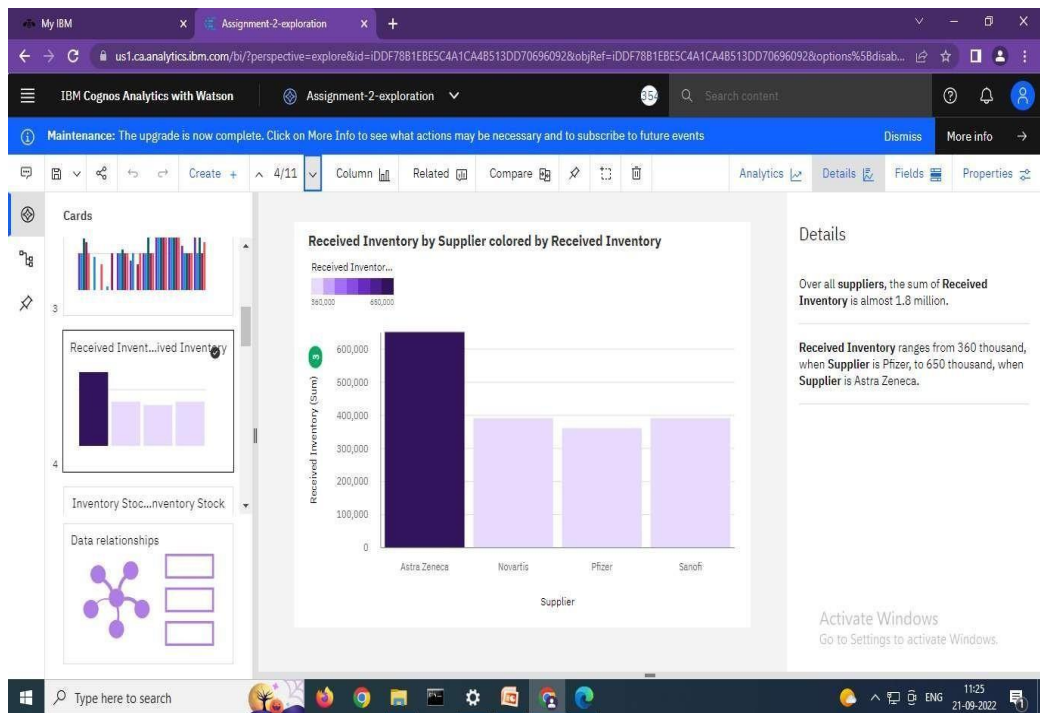 My IBM
Assignment-2-exploration
us1.ca.analytics.ibm.com/bi/?perspective=explore&id=iDDF78B1EBE5C4A1CA4B513DD70696092&objRef=iDDF78B1EBE5C4A1CA4B513DD70696092&options%5Bdisab...
IBM Cognos Analytics with Watson
Assignment-2-exploration
Search content
Maintenance: The upgrade is now complete. Click on More Info to see what actions may be necessary and to subscribe to future events
Dismiss
More info
Create +
4/11
Column
Related
Compare
Analytics
Details
Fields
Properties
Cards
3
Received Invent...ived Inventory
4
Inventory Stoc...nventory Stock
Data relationships
Received Inventory by Supplier colored by Received Inventory
Received Inventor...
360,000 650,000
3
Received Inventory (Sum)
600,000
500,000
400,000
300,000
200,000
100,000
0
Astra Zeneca Novartis Pfizer Sanofi
Supplier
Details
Over all suppliers, the sum of Received
Inventory is almost 1.8 million.
Received Inventory ranges from 360 thousand,
when Supplier is Pfizer, to 650 thousand, when
Supplier is Astra Zeneca.
Activate Windows
Go to Settings to activate Windows.
Type here to search
ENG
11:25
21-09-2022